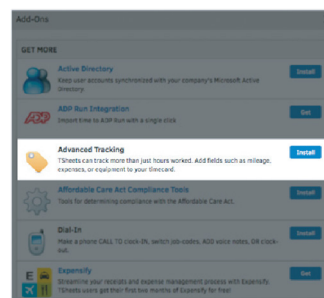 Add-Ons
GET MORE
Active Directory
Install
Keep user accounts synchronized with your company's Microsoft Active
Directory
ADP
ADP Run Integration
Get
Import time to ADP Run with a single click
Advanced Tracking
Install
TSheets can track more than just hours worked. Add fields such as mileage,
expenses, or equipment to your timecard.
Affordable Care Act Compliance Tools
Install
Tools for determining compliance with the Affordable Care Act.
Dial-In
Install
Make a phone CALL TO clock-IN, switch job-codes, ADD voice notes, OR clock-
out.
E
Expensify
Get
Streamline your receipts and expense management process with Expensify.
TSheets users get their first two months of Expensify for free!